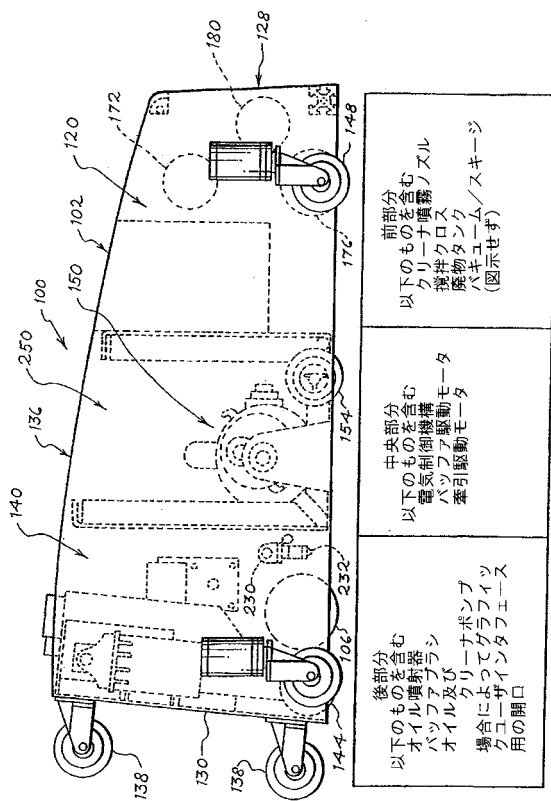 100
136
250
140
102
150
120
172
180
128
138
130
138
144
106
230
232
154
176
148
後部分
以下のものを含む
オイル噴射器
バッファブラシ
オイル及び
クリーナポンプ
場合によってグラフィッ
クユーザインタフェース
用の開口
中央部分
以下のものを含む
電気制御機構
バッファ駆動モータ
牽引駆動モータ
前部分
以下のものを含む
クリーナ噴霧ノズル
撹拌クロス
廃物タンク
バキューム/スキージ
(図示せず)